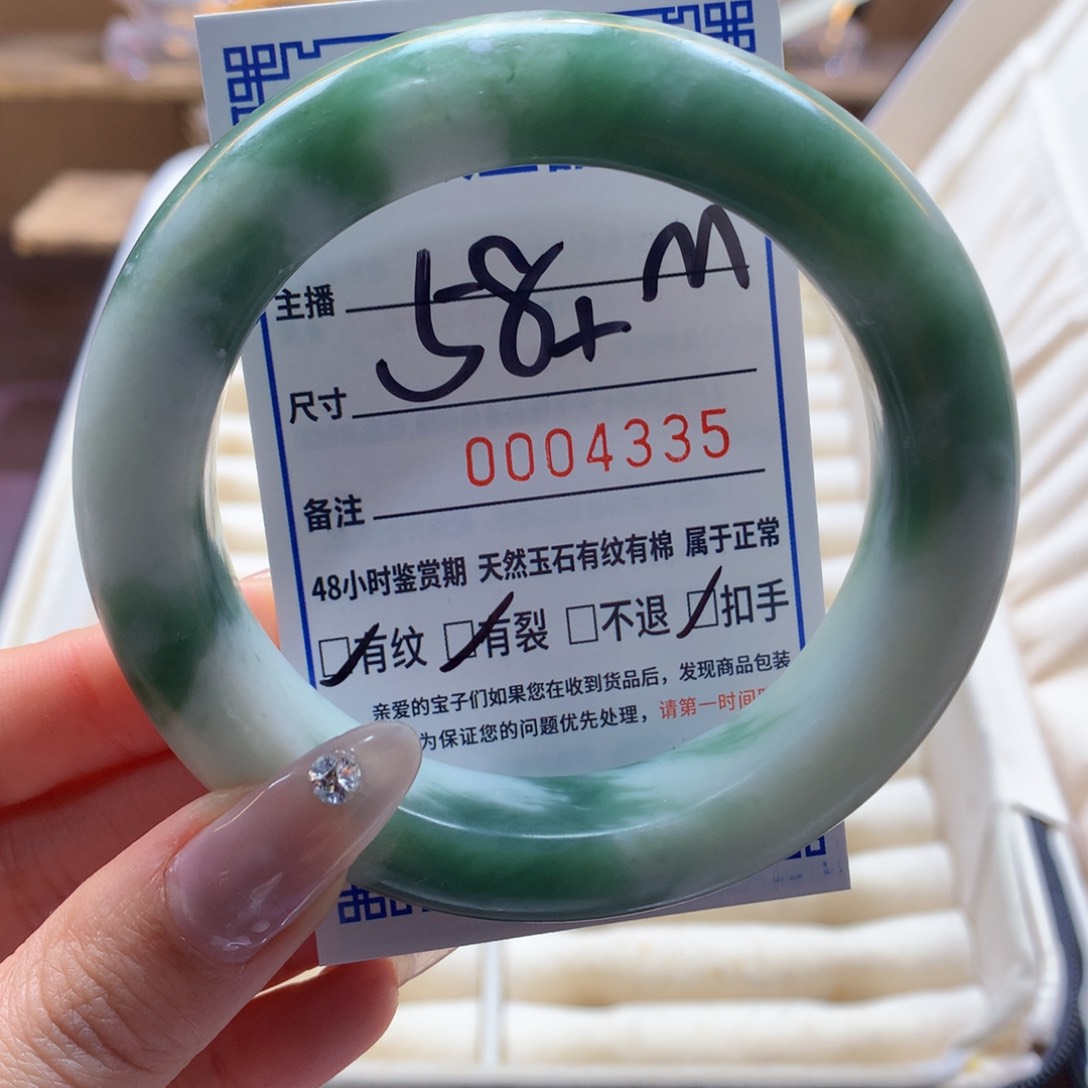 主播 58+ m
尺寸
0004335
备注
48小时鉴赏期 天然玉石有纹有棉 属于正常
□有纹 □有裂 □不退 □扣手
亲爱的宝子们如果您在收到货品后，发现商品包装
为保证您的问题优先处理，请第一时间